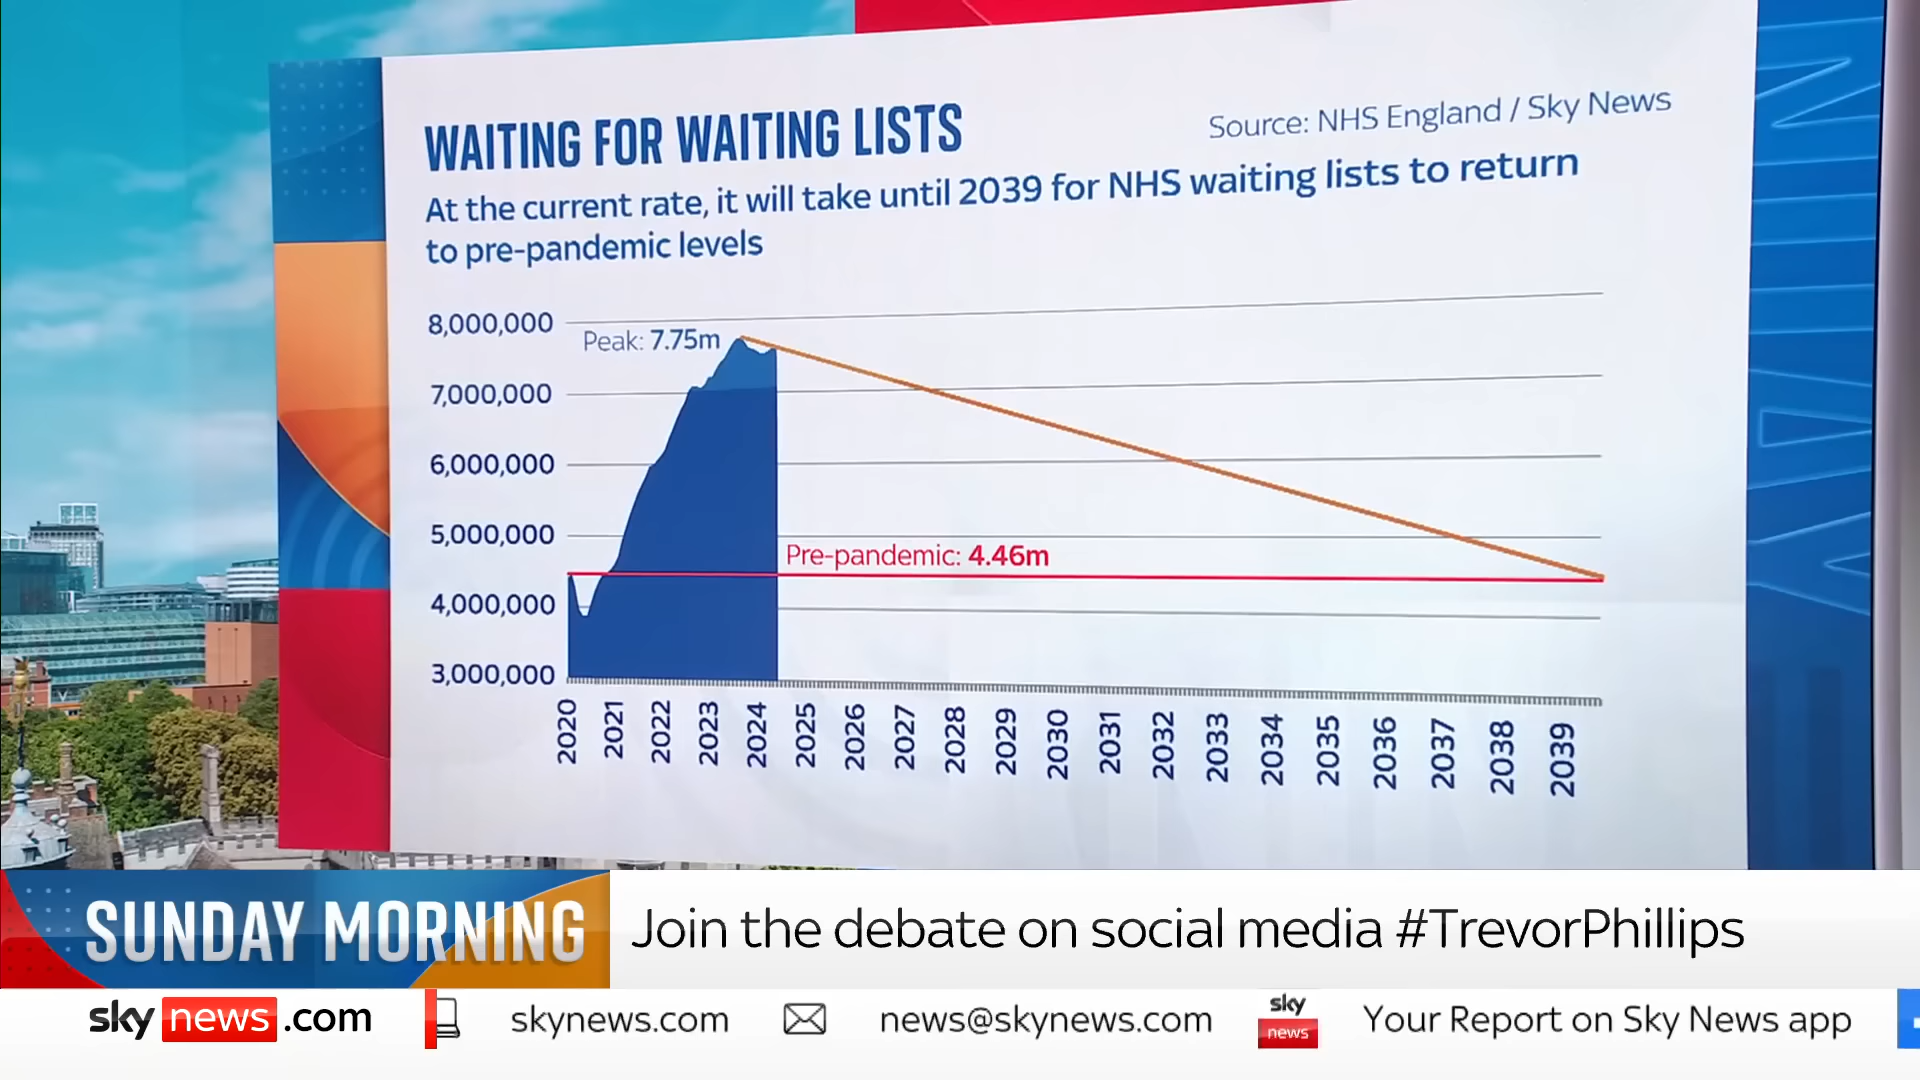 WAITING FOR WAITING LISTS
Source: NHS England / Sky News
At the current rate, it will take until 2039 for NHS waiting lists to return
to pre-pandemic levels
8,000,000
Peak: 7.75m
7,000,000
6,000,000
5,000,000
Pre-pandemic: 4.46m
4,000,000
3,000,000
2020 2021 2022 2023 2024 2025 2026 2027 2028 2029 2030 2031 2032 2033 2034 2035 2036 2037 2038 2039
SUNDAY MORNING
Join the debate on social media #TrevorPhillips
sky news .com
skynews.com
news@skynews.com
sky news
Your Report on Sky News app